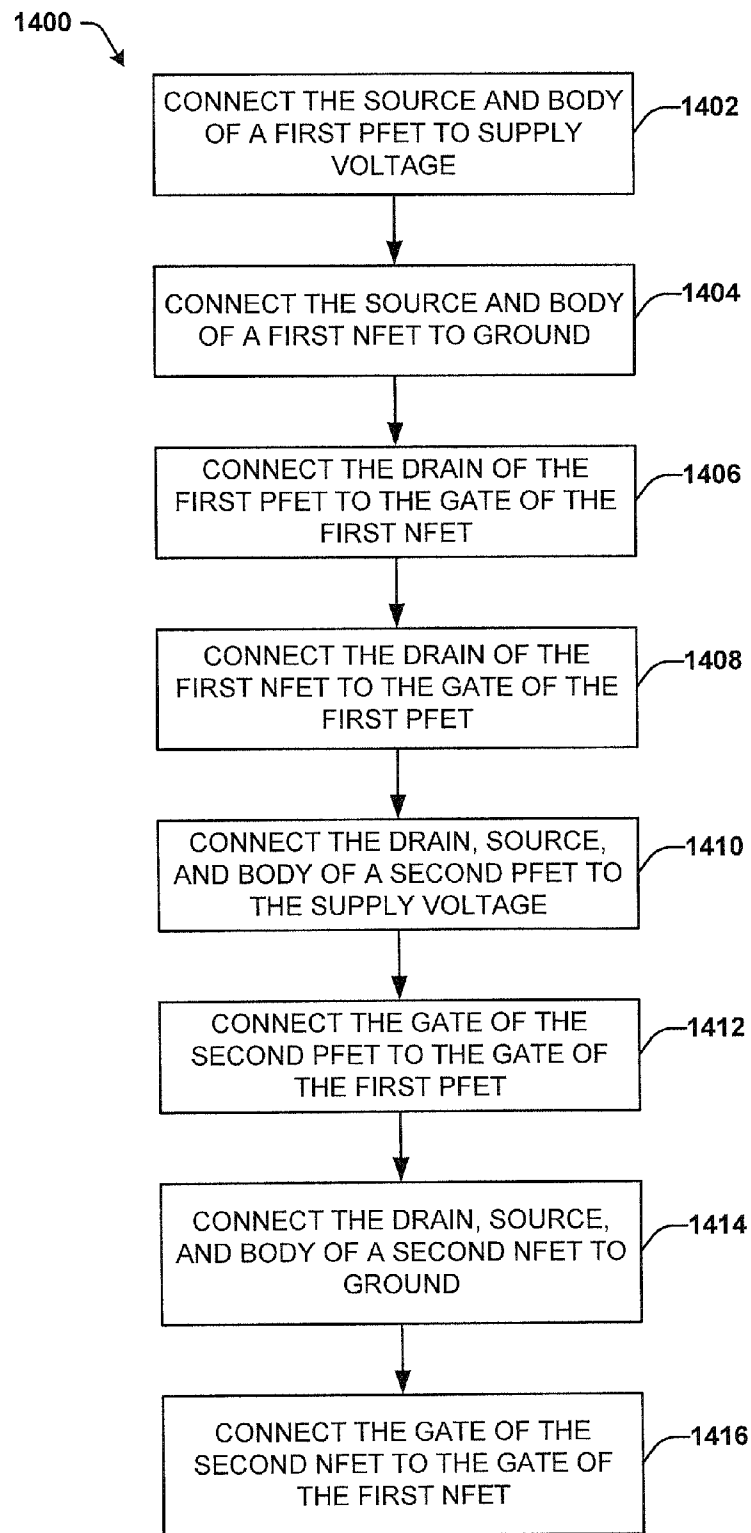 1400
CONNECT THE SOURCE AND BODY
OF A FIRST PFET TO SUPPLY
VOLTAGE
1402
CONNECT THE SOURCE AND BODY
OF A FIRST NFET TO GROUND
1404
CONNECT THE DRAIN OF THE
FIRST PFET TO THE GATE OF THE
FIRST NFET
1406
CONNECT THE DRAIN OF THE
FIRST NFET TO THE GATE OF THE
FIRST PFET
1408
CONNECT THE DRAIN, SOURCE,
AND BODY OF A SECOND PFET TO
THE SUPPLY VOLTAGE
1410
CONNECT THE GATE OF THE
SECOND PFET TO THE GATE OF
THE FIRST PFET
1412
CONNECT THE DRAIN, SOURCE,
AND BODY OF A SECOND NFET TO
GROUND
1414
CONNECT THE GATE OF THE
SECOND NFET TO THE GATE OF
THE FIRST NFET
1416